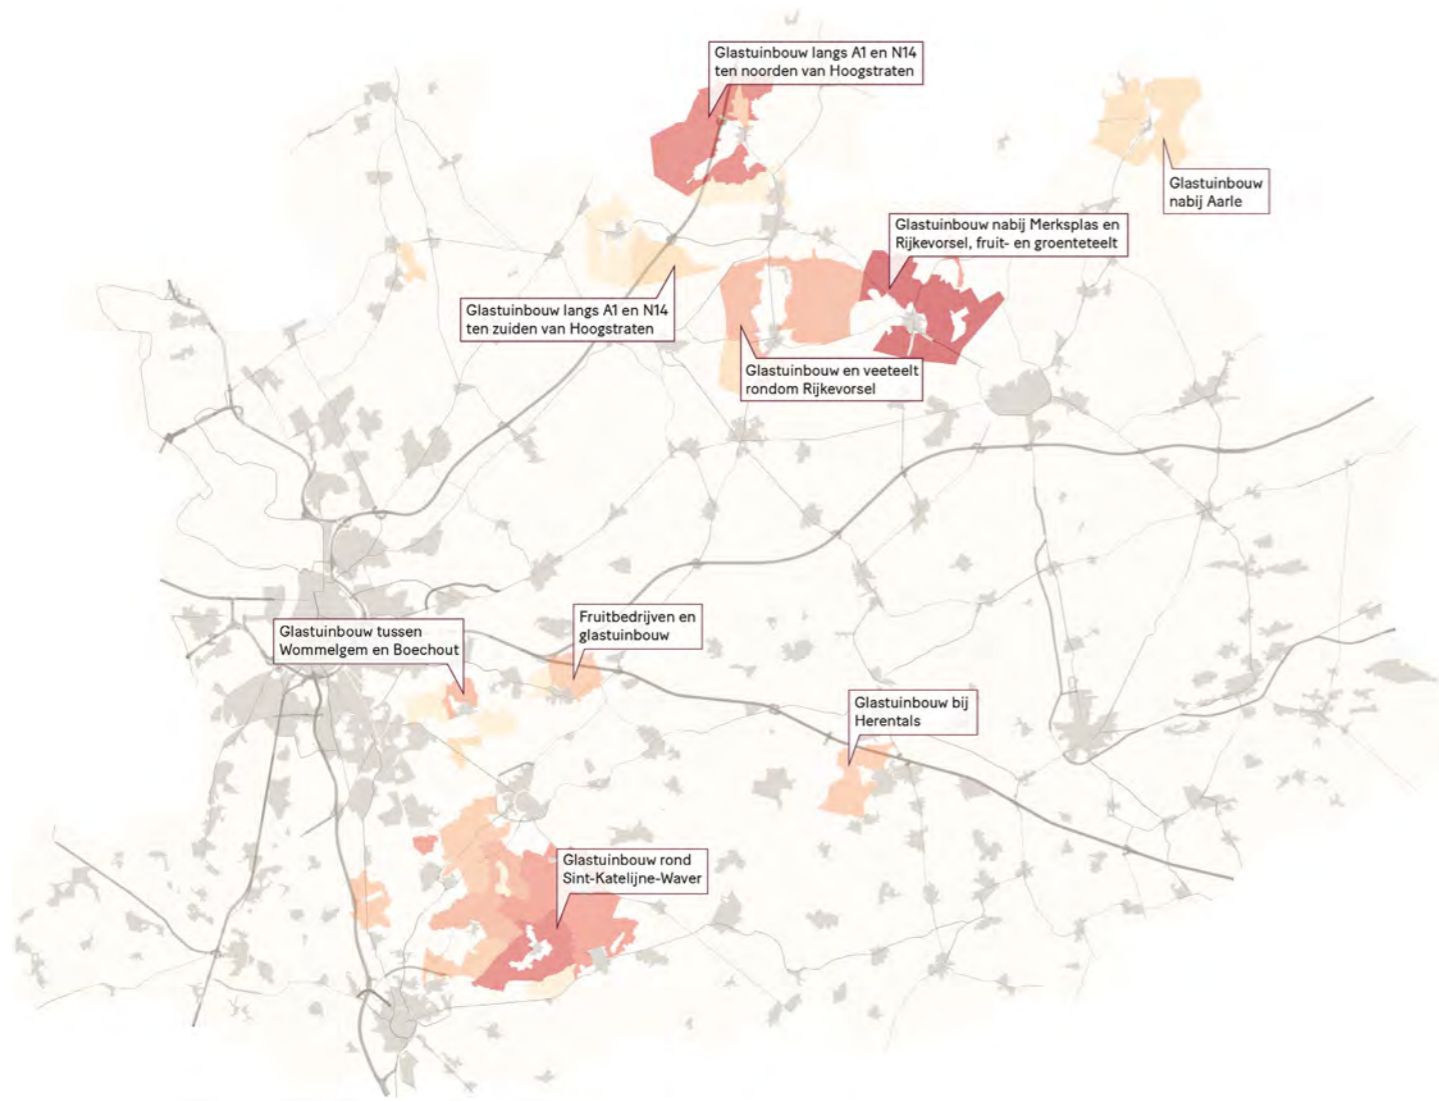 Glastuinbouw langs A1 en N14
ten noorden van Hoogstraten
Glastuinbouw
nabij Aarle
Glastuinbouw nabij Merksplas en
Rijkevorsel, fruit- en groenteteelt
Glastuinbouw langs A1 en N14
ten zuiden van Hoogstraten
Glastuinbouw en veeteelt
rondom Rijkevorsel
Fruitbedrijven en
glastuinbouw
Glastuinbouw tussen
Wommelgem en Boechout
Glastuinbouw bij
Herentals
Glastuinbouw rond
Sint-Katelijne-Waver